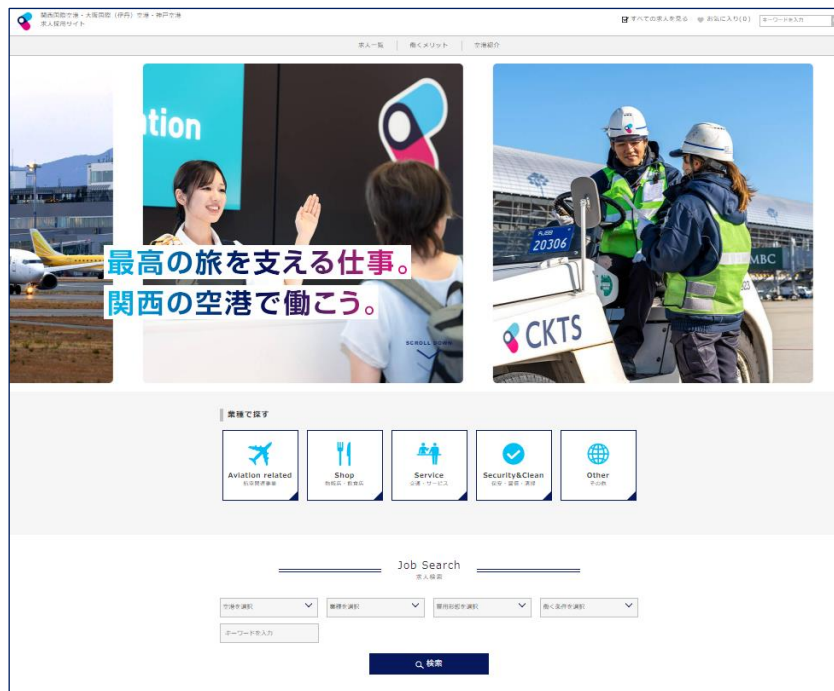 関西国際空港・大阪国際（伊丹）空港・神戸空港
求人採用サイト
すべての求人を見る お気に入り(0) キーワードを入力
求人一覧 働くメリット 空港紹介
ation
20306
MBC
CKTS
最高の旅を支える仕事。
関西の空港で働こう。
SCROLL DOWN
業種で探す
Aviation related Shop Service Security&Clean Other
航空関連事業 物販店・飲食店 交通・サービス 保安・警備・清掃 その他
Job Search
求人検索
空港を選択 業種を選択 雇用形態を選択 働く条件を選択
キーワードを入力
検索